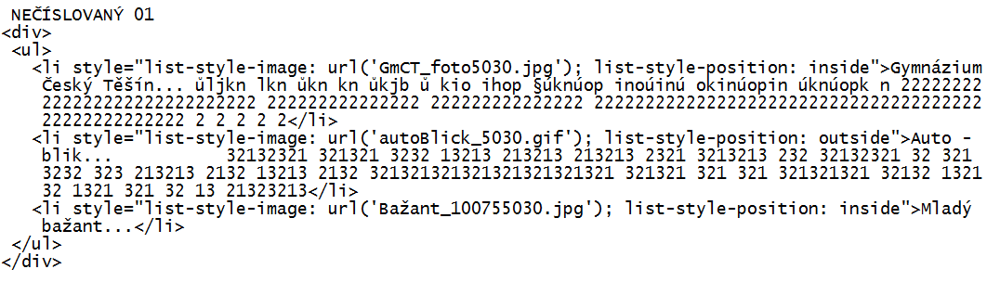 NEČÍSLOVANÝ 01
<div>
<ul>
<li style="list-style-image: url('GmCT_foto5030.jpg'); list-style-position: inside">Gymnázium
Český Těšín... ůljkn lkn ůkn kn ůkjb ů kio ihop §úknúop inoúinú okinúopin úknúopk n 22222222
222222222222222222222 222222222222222 222222222222222 22222222222222222222222222222222222222
22222222222222 2 2 2 2 2</li>
<li style="list-style-image: url('autoBlick_5030.gif'); list-style-position: outside">Auto -
blik... 32132321 321321 3232 13213 213213 213213 2321 3213213 232 32132321 32 321
3232 323 213213 2132 13213 2132 321321321321321321321321 321321 321 321 321321321 32132 1321
32 1321 321 32 13 21323213</li>
<li style="list-style-image: url('Bažant_100755030.jpg'); list-style-position: inside">Mladý
bažant...</li>
</ul>
</div>